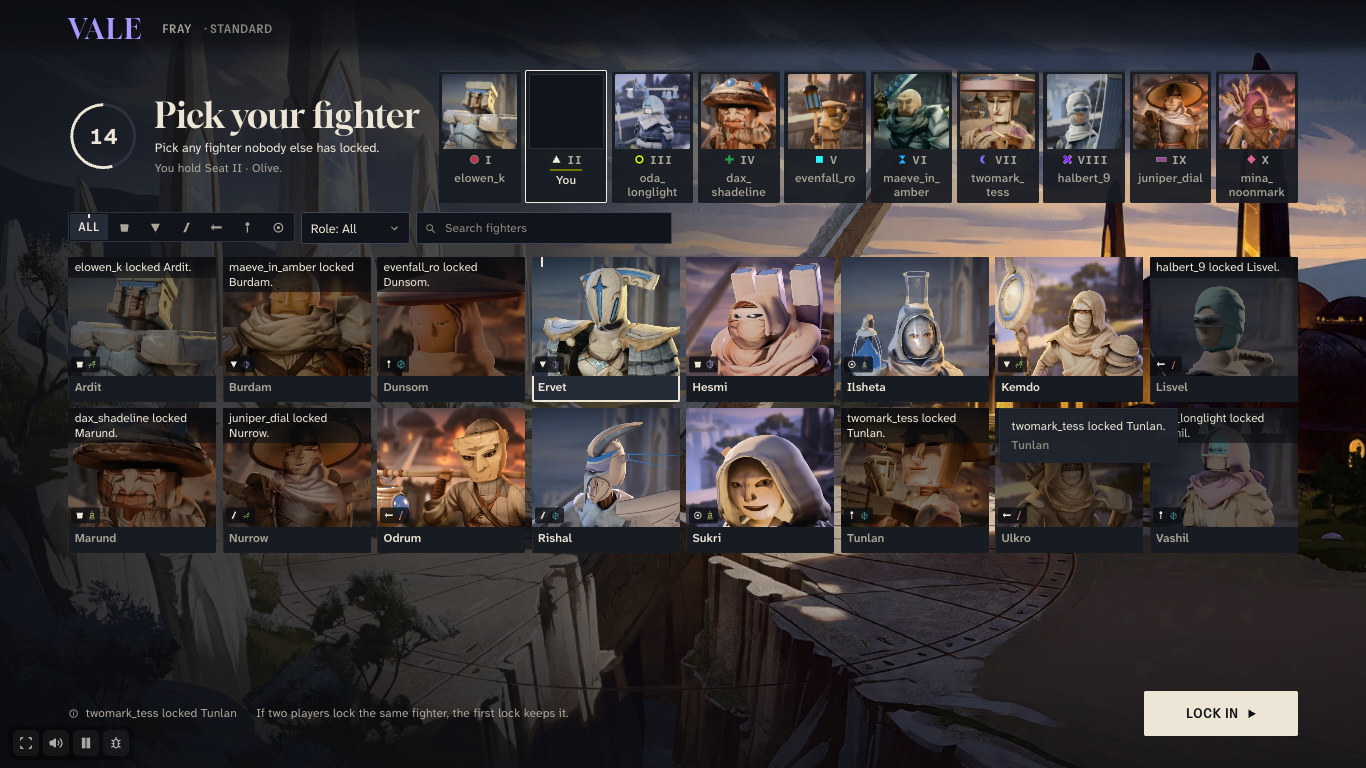 VALE
FRAY · STANDARD
14
Pick your fighter
Pick any fighter nobody else has locked.
You hold Seat II · Olive.
I
elowen_k
II
You
III
oda_
longlight
IV
dax_
shadeline
V
evenfall_ro
VI
maeve_in_
amber
VII
twomark_
tess
VIII
halbert_9
IX
juniper_dial
X
mina_
noonmark
ALL
Role: All
Search fighters
elowen_k locked Ardit.
Ardit
maeve_in_amber locked
Burdam.
Burdam
evenfall_ro locked
Dunsom.
Dunsom
Ervet
Hesmi
Ilsheta
Kemdo
halbert_9 locked Lisvel.
Lisvel
dax_shadeline locked
Marund.
Marund
juniper_dial locked
Nurrow.
Nurrow
Odrum
Rishal
Sukri
twomark_tess locked
Tunlan.
Tunlan
twomark_tess locked Tunlan.
Tunlan
Ulkro
_longlight locked
Vashil
twomark_tess locked Tunlan
If two players lock the same fighter, the first lock keeps it.
LOCK IN